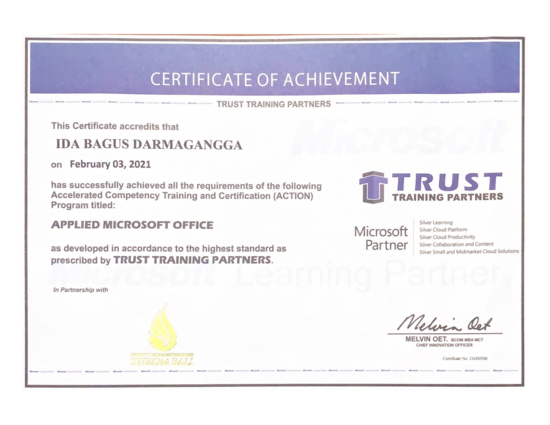 CERTIFICATE OF ACHIEVEMENT
TRUST TRAINING PARTNERS
This Certificate accredits that
IDA BAGUS DARMAGANGGA
on February 03, 2021
has successfully achieved all the requirements of the following
Accelerated Competency Training and Certification (ACTION)
Program titled:
APPLIED MICROSOFT OFFICE
as developed in accordance to the highest standard as
prescribed by TRUST TRAINING PARTNERS.
In Partnership with
Microsoft
TRUST
TRAINING PARTNERS
Microsoft
Partner
Silver Learning
Silver Cloud Platform
Silver Cloud Productivity
Silver Collaboration and Content
Silver Small and Midmarket Cloud Solutions
Microsoft Learning Partner
Melvin Oet
MELVIN OET. BCOM MBA MCT
CHIEF INNOVATION OFFICER
Certificate No.